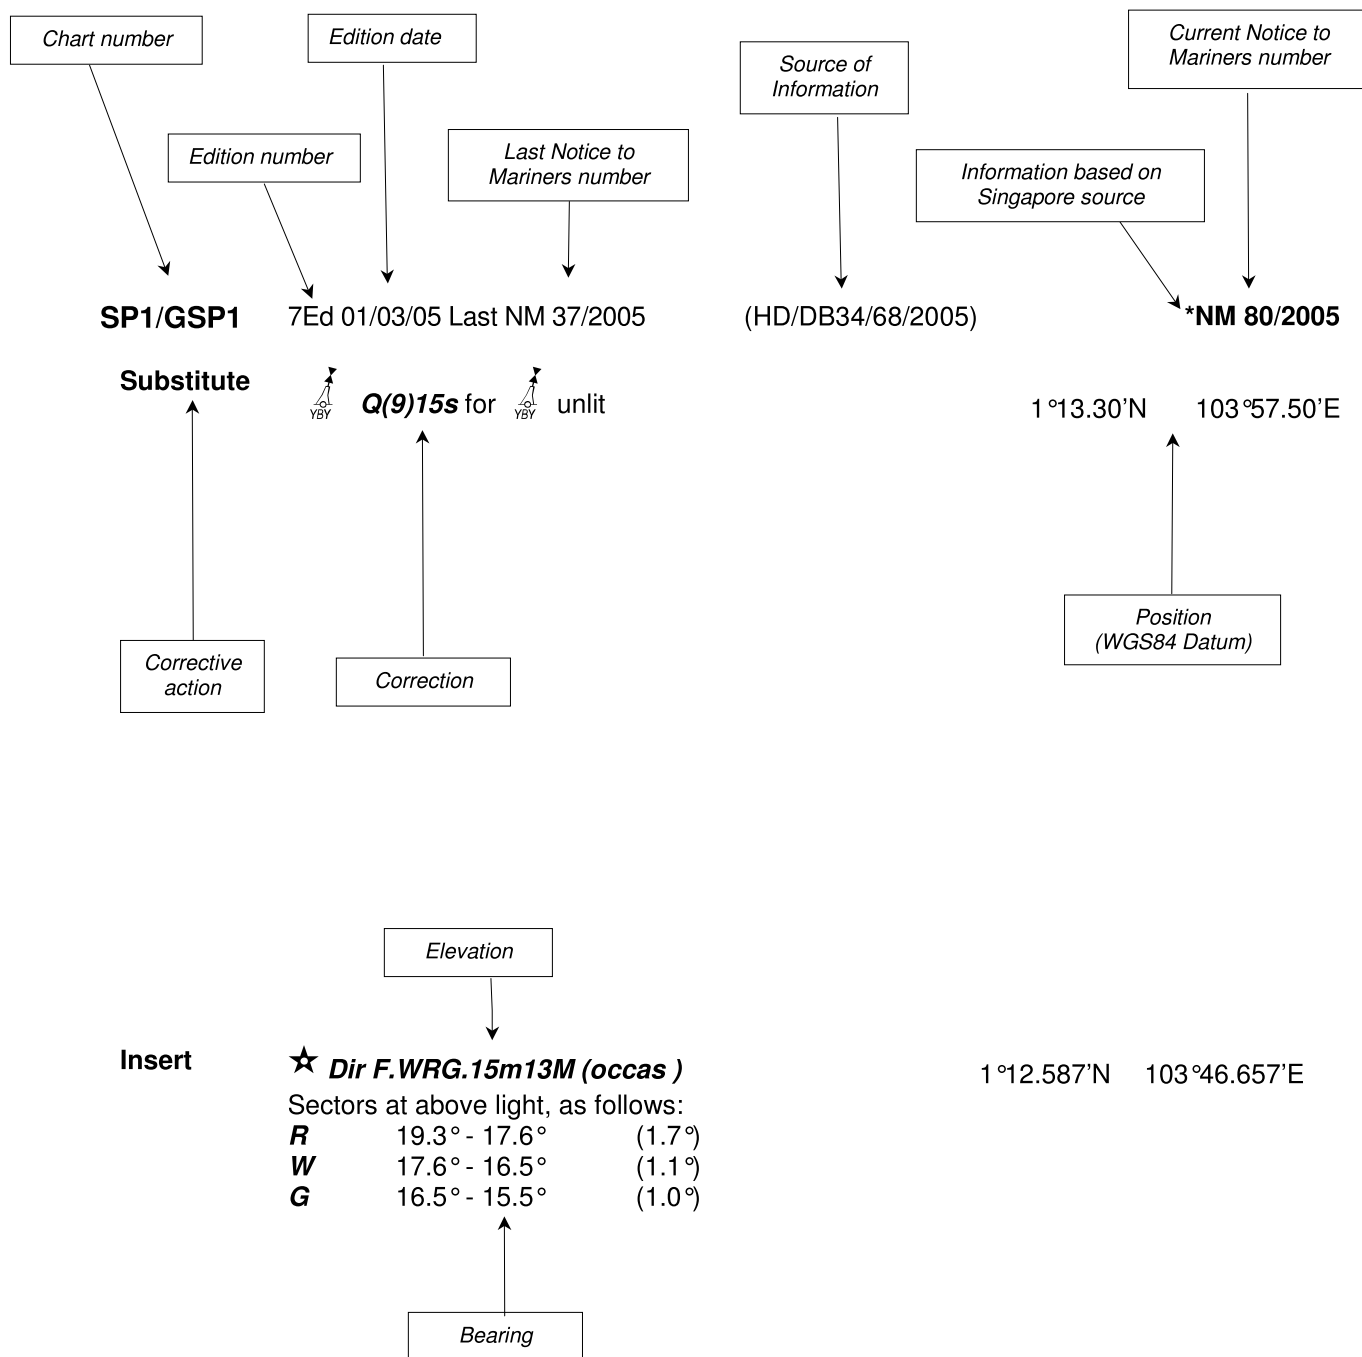 Chart number
Edition date
Current Notice to
Mariners number
Source of
Information
Edition number
Last Notice to
Mariners number
Information based on
Singapore source
SP1/GSP1 7Ed 01/03/05 Last NM 37/2005 (HD/DB34/68/2005) *NM 80/2005
Substitute YBY Q(9)15s for YBY unlit 1°13.30'N 103°57.50'E
Position
(WGS84 Datum)
Corrective
action
Correction
Elevation
Insert Dir F.WRG.15m13M (occas ) 1°12.587'N 103°46.657'E
Sectors at above light, as follows:
R 19.3° - 17.6° (1.7°)
W 17.6° - 16.5° (1.1°)
G 16.5° - 15.5° (1.0°)
Bearing